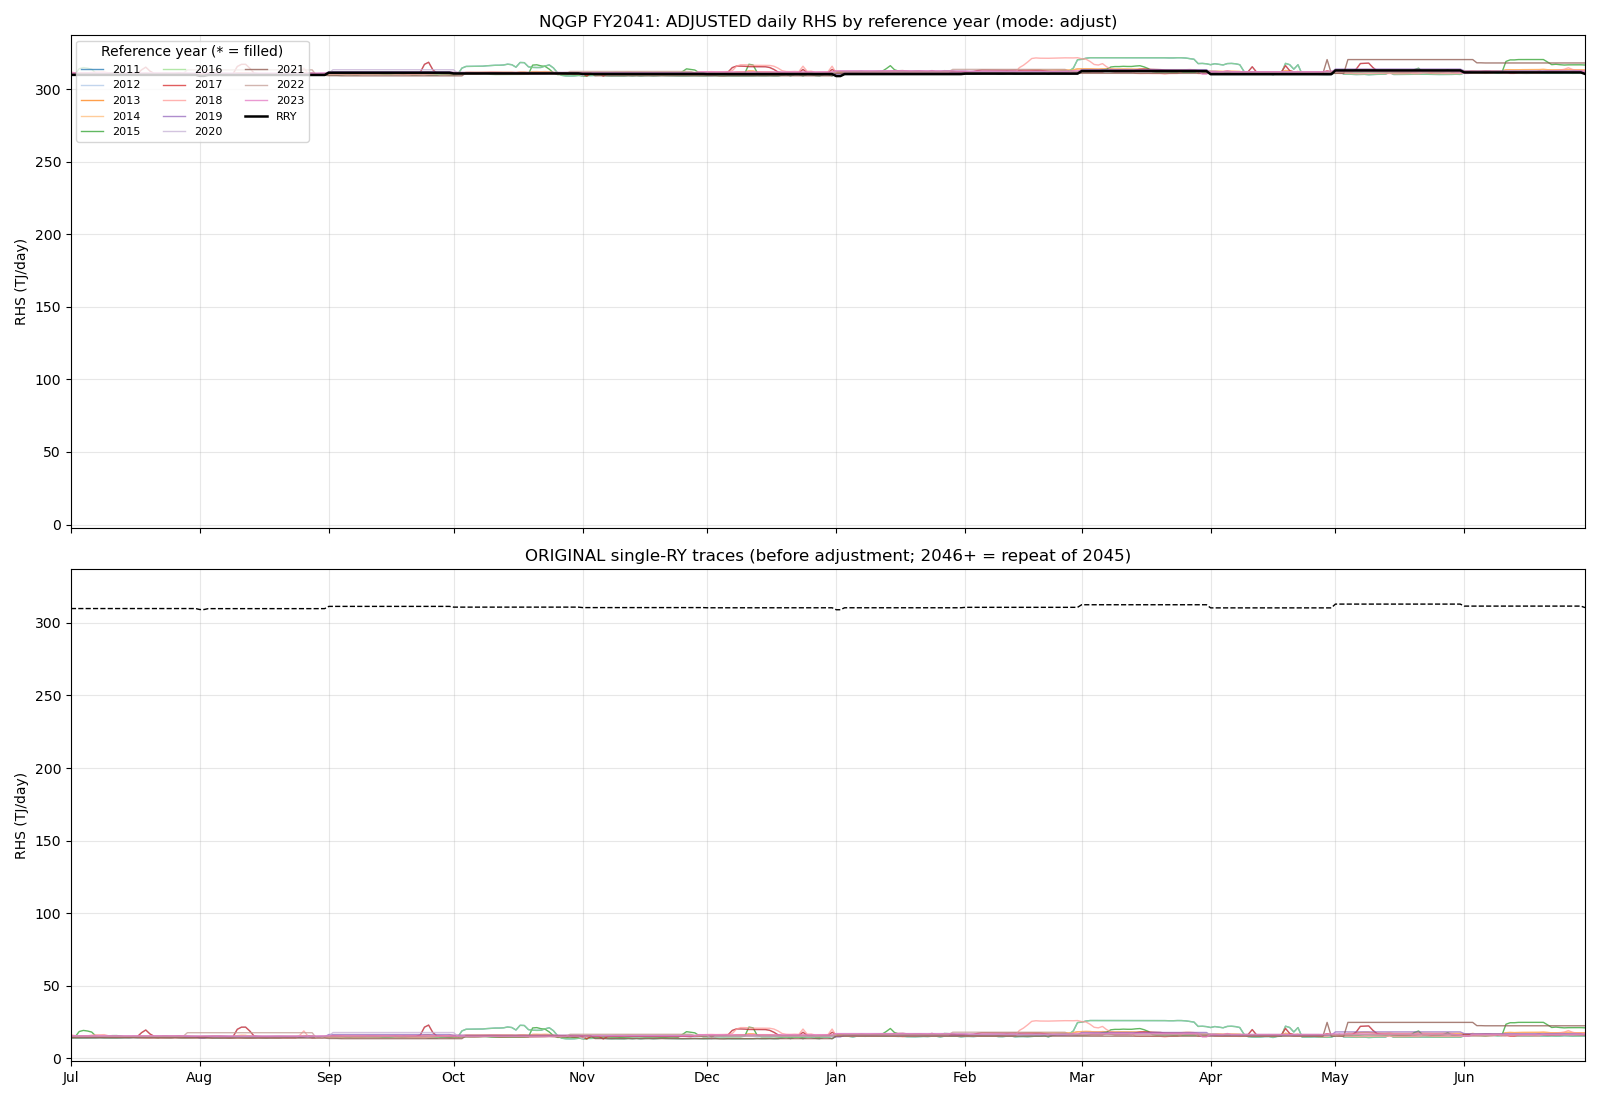 NQGP FY2041: ADJUSTED daily RHS by reference year (mode: adjust)
Reference year (* = filled)
2011 2016 2021
2012 2017 2022
2013 2018 2023
2014 2019 RRY
2015 2020
RHS (TJ/day)
300
250
200
150
100
50
0
ORIGINAL single-RY traces (before adjustment; 2046+ = repeat of 2045)
RHS (TJ/day)
300
250
200
150
100
50
0
Jul Aug Sep Oct Nov Dec Jan Feb Mar Apr May Jun